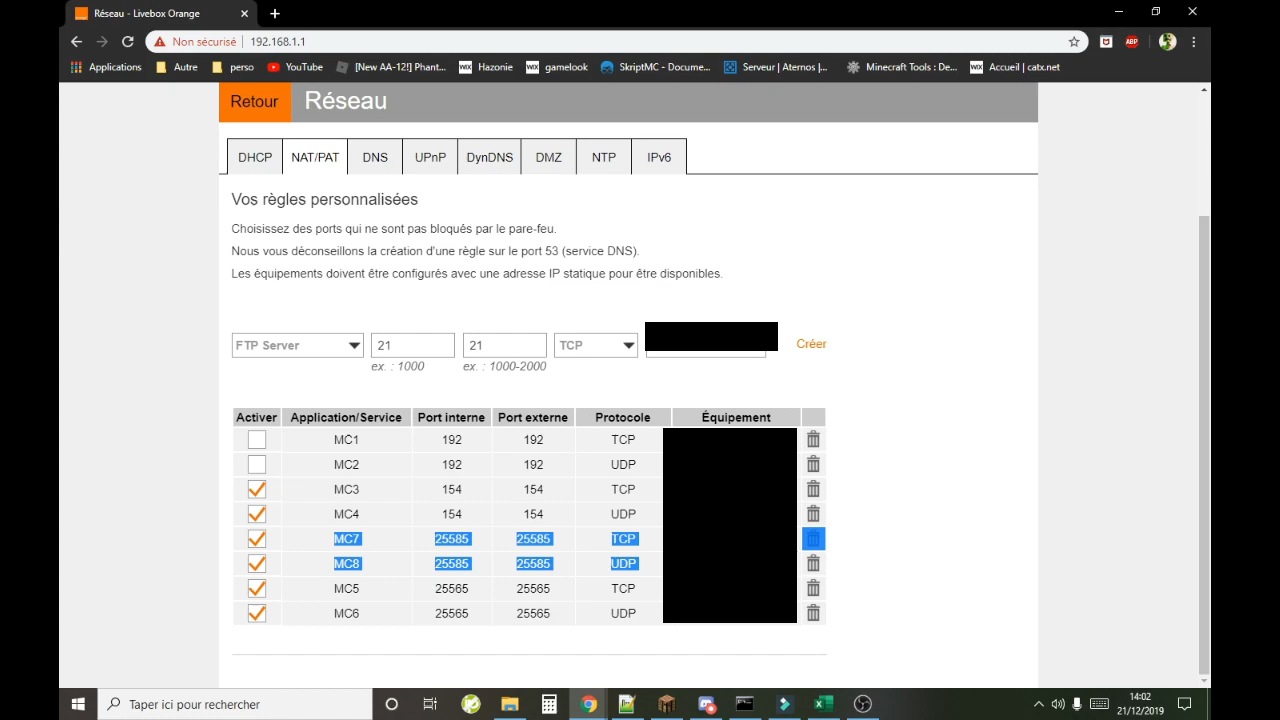 Réseau - Livebox Orange
Non sécurisé 192.168.1.1
Applications Autre perso YouTube [New AA-12!] Phant... Hazonie gamelook SkriptMC - Docume... Serveur | Aternos |... Minecraft Tools : De... Accueil | catx.net
Retour Réseau
DHCP NAT/PAT DNS UPnP DynDNS DMZ NTP IPv6
Vos règles personnalisées
Choisissez des ports qui ne sont pas bloqués par le pare-feu.
Nous vous déconseillons la création d'une règle sur le port 53 (service DNS).
Les équipements doivent être configurés avec une adresse IP statique pour être disponibles.
FTP Server 21 21 TCP Créer
ex. : 1000 ex. : 1000-2000
Activer Application/Service Port interne Port externe Protocole Équipement
MC1 192 192 TCP
MC2 192 192 UDP
MC3 154 154 TCP
MC4 154 154 UDP
MC7 25585 25585 TCP
MC8 25585 25585 UDP
MC5 25565 25565 TCP
MC6 25565 25565 UDP
Taper ici pour rechercher
14:02
21/12/2019